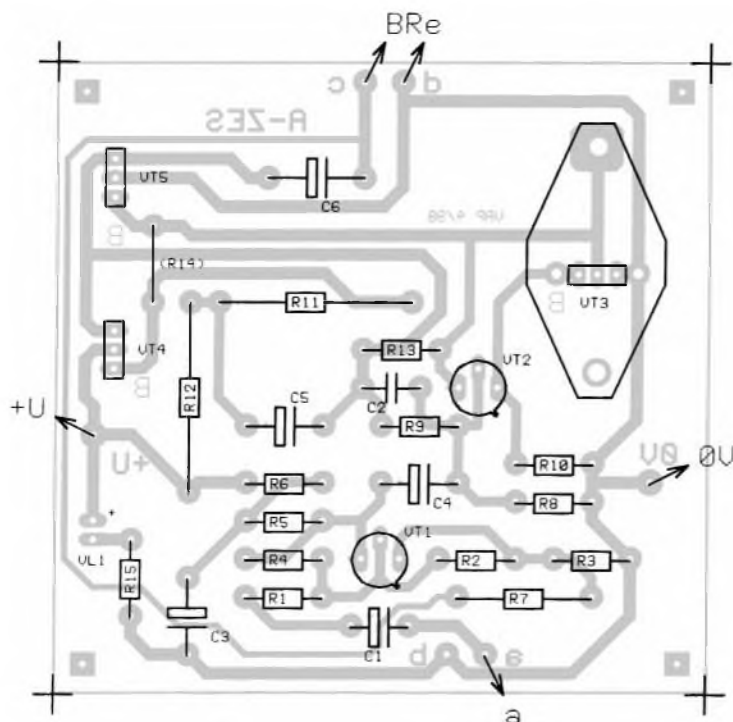 BRe
c d
A-ZES
VT5
C6
VAP 4/98
B
(R14)
B
VT3
R11
VT4
R13
VT2
B
R12
C2
+U
C5
R9
+U
R10
0V
0V
R6
C4
R8
R5
+
VT1
VL1
R4
R2
R3
R15
R1
R7
C3
C1
b
a
a